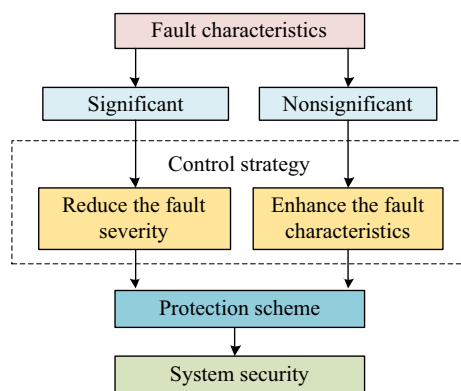 Fault characteristics
Significant
Nonsignificant
Control strategy
Reduce the fault
severity
Enhance the fault
characteristics
Protection scheme
System security